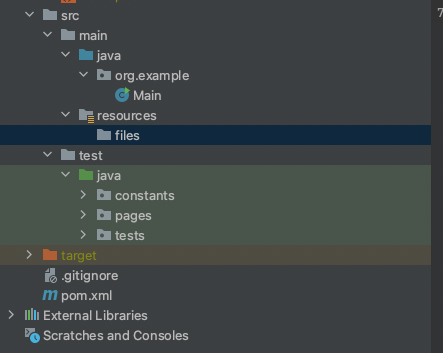 7
src
main
java
org.example
Main
resources
files
test
java
constants
pages
tests
target
.gitignore
pom.xml
External Libraries
Scratches and Consoles